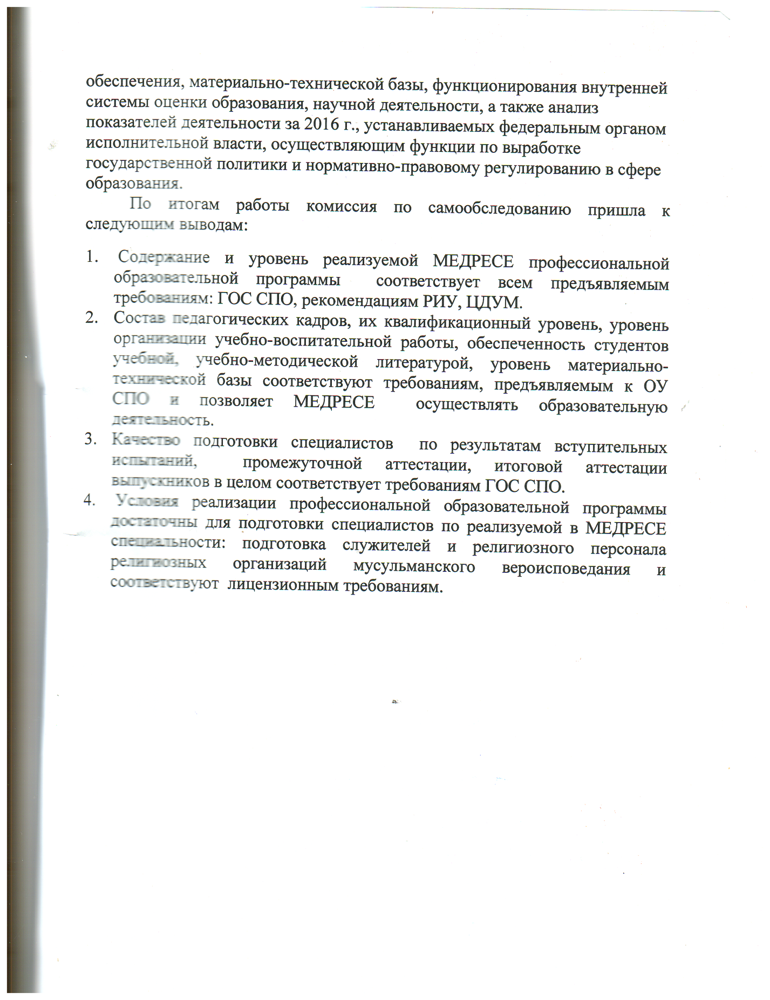 обеспечения, материально-технической базы, функционирования внутренней
системы оценки образования, научной деятельности, а также анализ
показателей деятельности за 2016 г., устанавливаемых федеральным органом
исполнительной власти, осуществляющим функции по выработке
государственной политики и нормативно-правовому регулированию в сфере
образования.
По итогам работы комиссия по самообследованию пришла к
следующим выводам:
1. Содержание и уровень реализуемой МЕДРЕСЕ профессиональной
образовательной программы соответствует всем предъявляемым
требованиям: ГОС СПО, рекомендациям РИУ, ЦДУМ.
2. Состав педагогических кадров, их квалификационный уровень, уровень
организации учебно-воспитательной работы, обеспеченность студентов
учебной, учебно-методической литературой, уровень материально-
технической базы соответствуют требованиям, предъявляемым к ОУ
СПО и позволяет МЕДРЕСЕ осуществлять образовательную
деятельность.
3. Качество подготовки специалистов по результатам вступительных
испытаний, промежуточной аттестации, итоговой аттестации
выпускников в целом соответствует требованиям ГОС СПО.
4. Условия реализации профессиональной образовательной программы
достаточны для подготовки специалистов по реализуемой в МЕДРЕСЕ
специальности: подготовка служителей и религиозного персонала
религиозных организаций мусульманского вероисповедания и
соответствуют лицензионным требованиям.